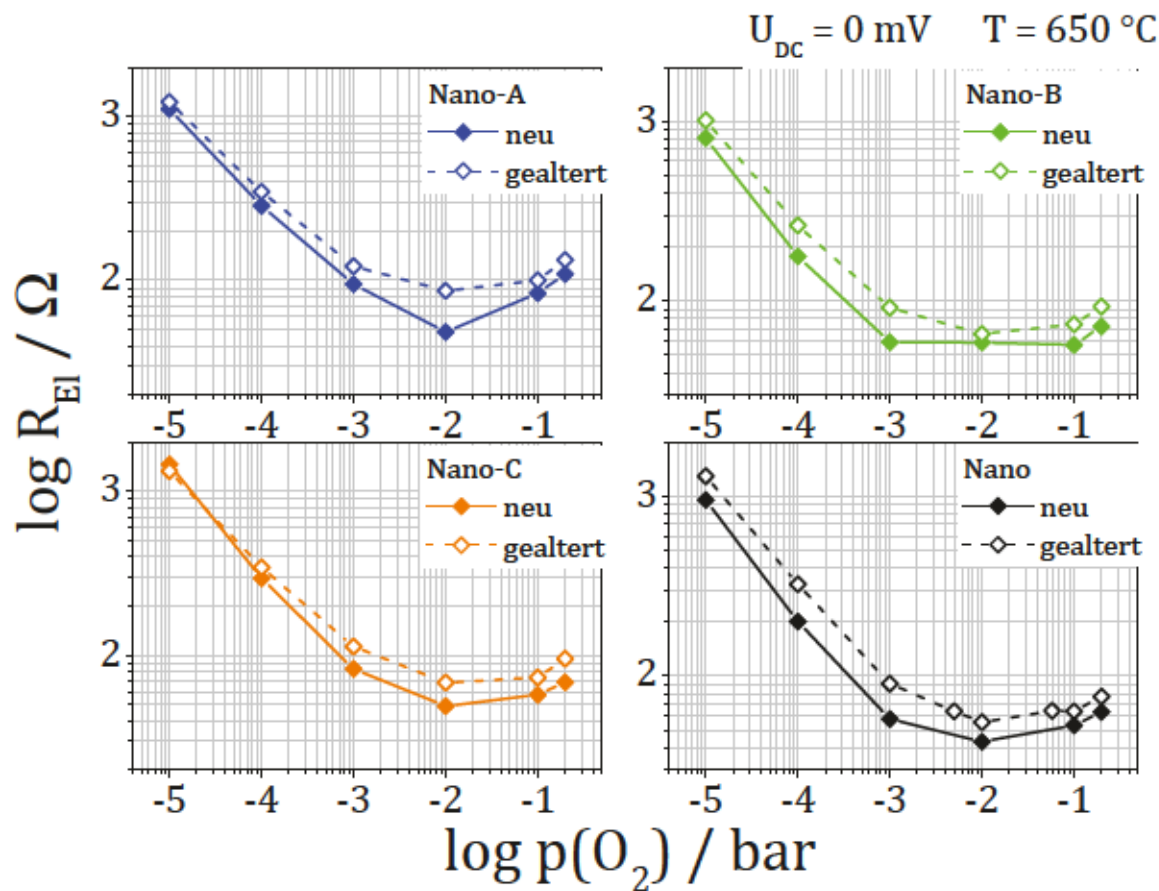 U_DC = 0 mV T = 650 °C
log R_El / Ω
Nano-A
neu
gealtert
3
2
-5 -4 -3 -2 -1
Nano-B
neu
gealtert
3
2
-5 -4 -3 -2 -1
Nano-C
neu
gealtert
3
2
-5 -4 -3 -2 -1
Nano
neu
gealtert
3
2
-5 -4 -3 -2 -1
log p(O₂) / bar